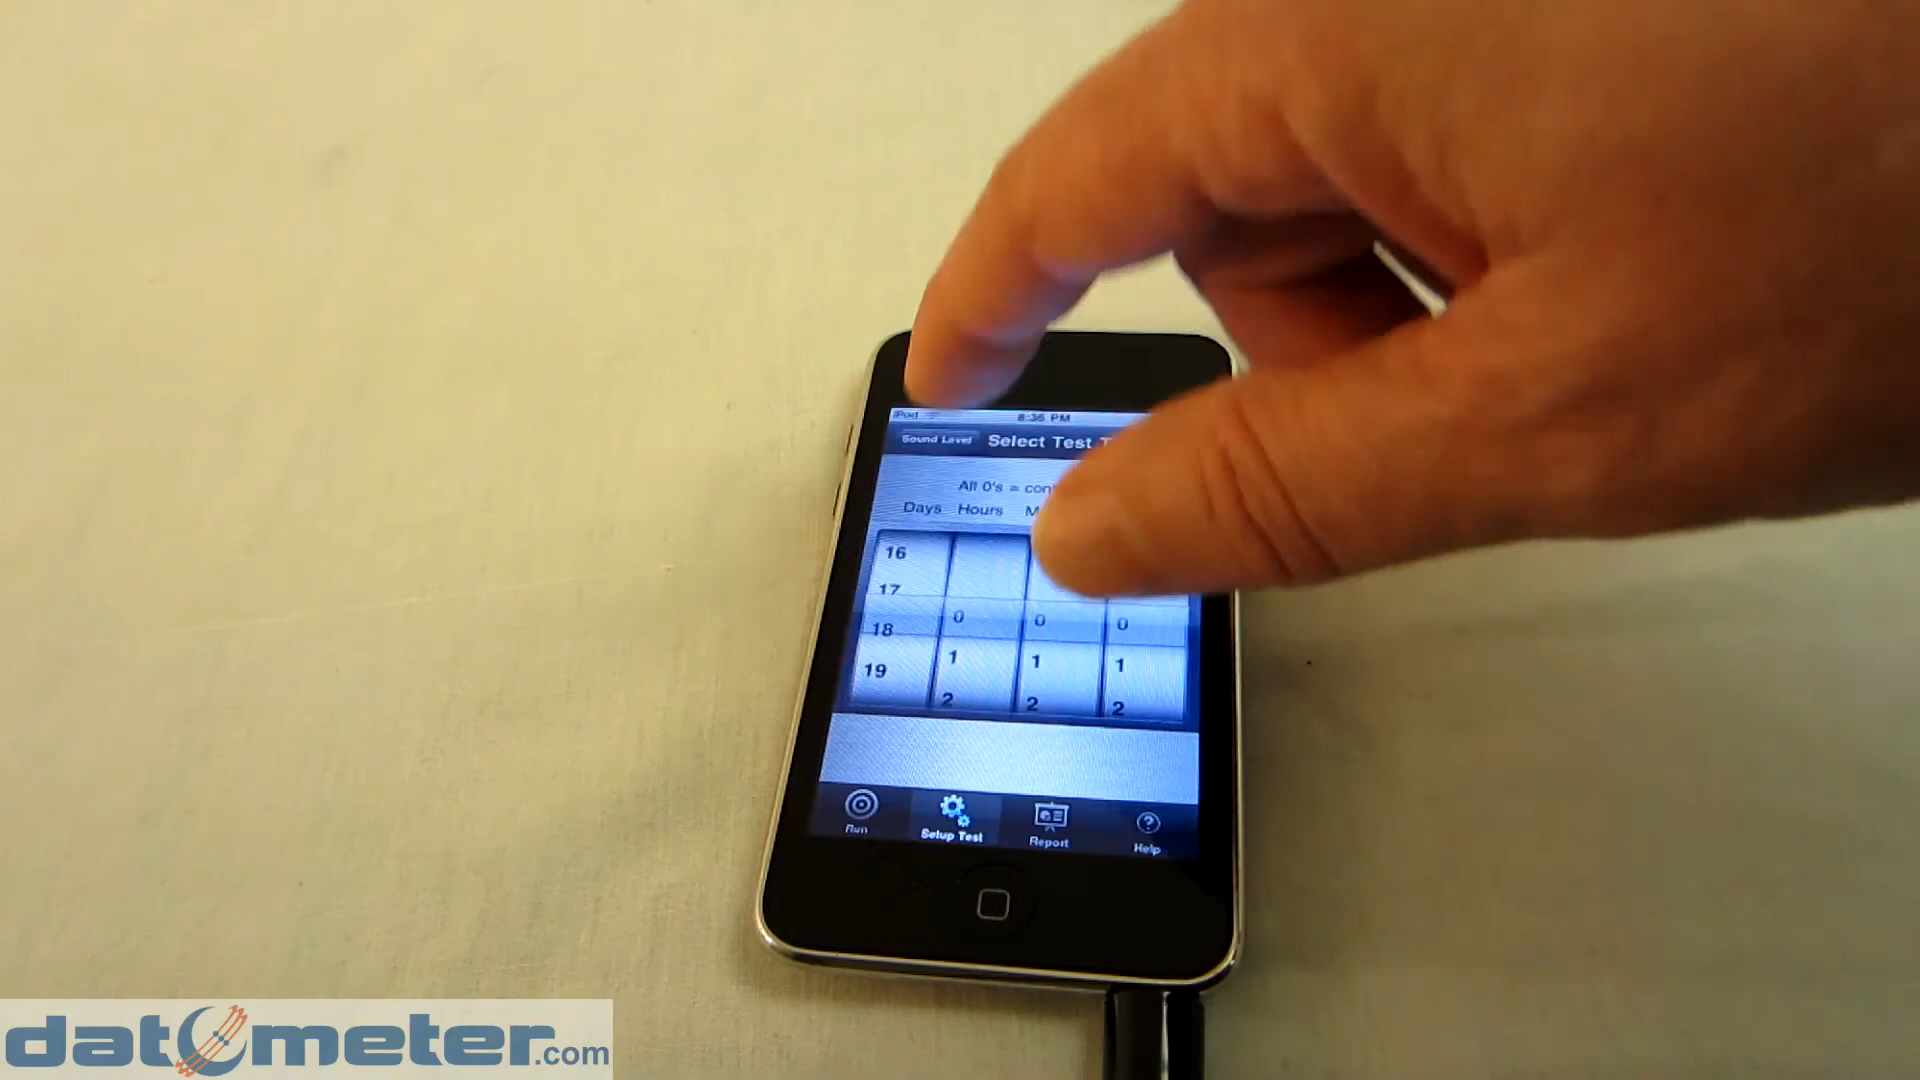 iPod 8:36 PM
Sound Level Select Test
All 0's =
Days Hours
16
17
18 0 0 0
19 1 1 1
2 2 2
Run Setup Test Report Help
datometer.com